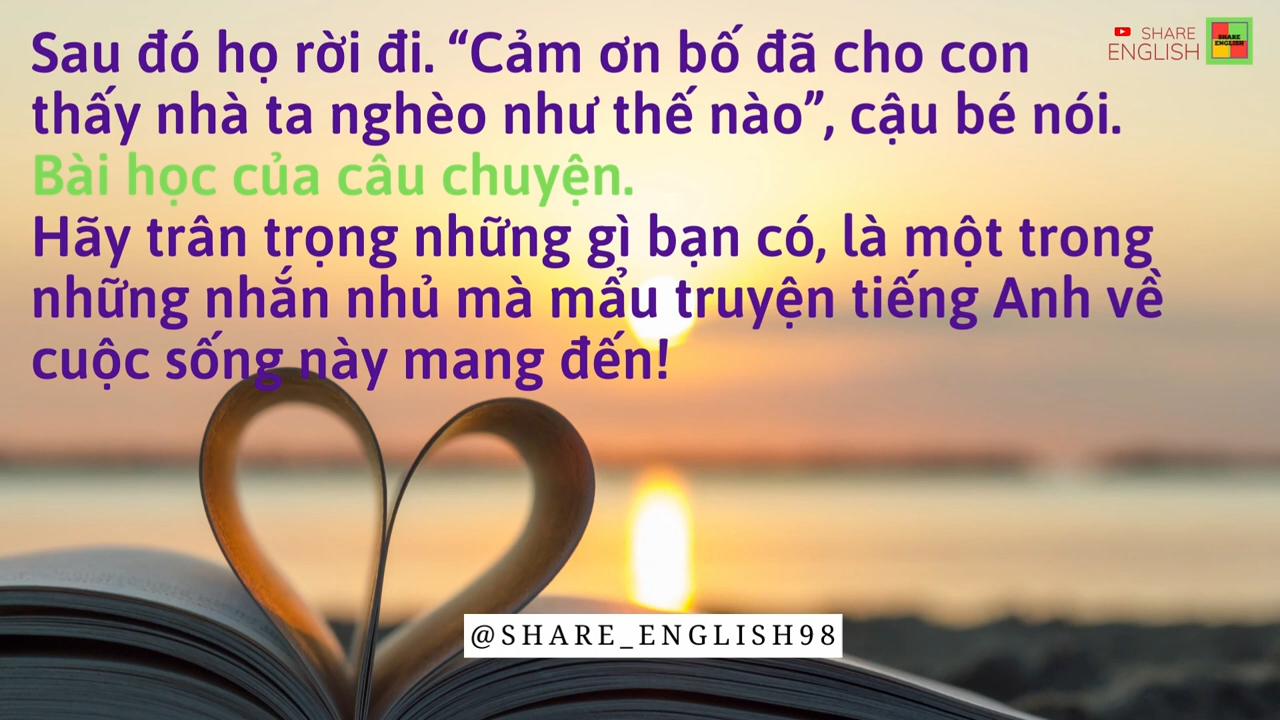 Sau đó họ rời đi. “Cảm ơn bố đã cho con
thấy nhà ta nghèo như thế nào”, cậu bé nói.
Bài học của câu chuyện.
Hãy trân trọng những gì bạn có, là một trong
những nhắn nhủ mà mẩu truyện tiếng Anh về
cuộc sống này mang đến!
SHARE
ENGLISH
SHARE
ENGLISH
@SHARE_ENGLISH98